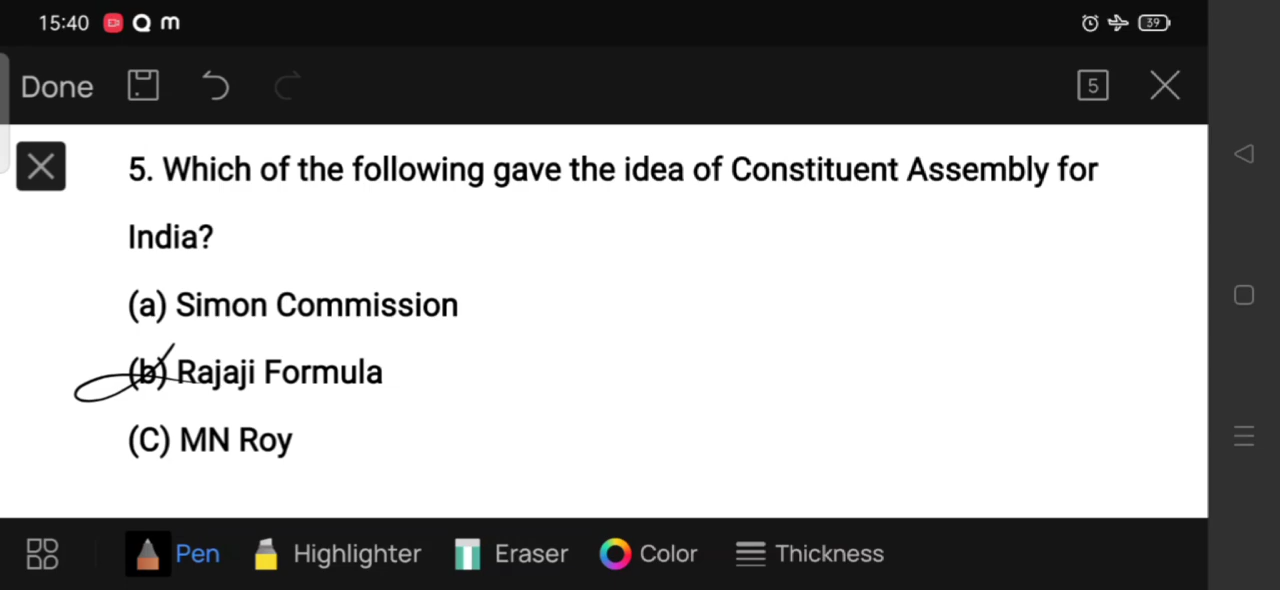 15:40 m 39
Done 5
5. Which of the following gave the idea of Constituent Assembly for
India?
(a) Simon Commission
(b) Rajaji Formula
(C) MN Roy
Pen Highlighter Eraser Color Thickness